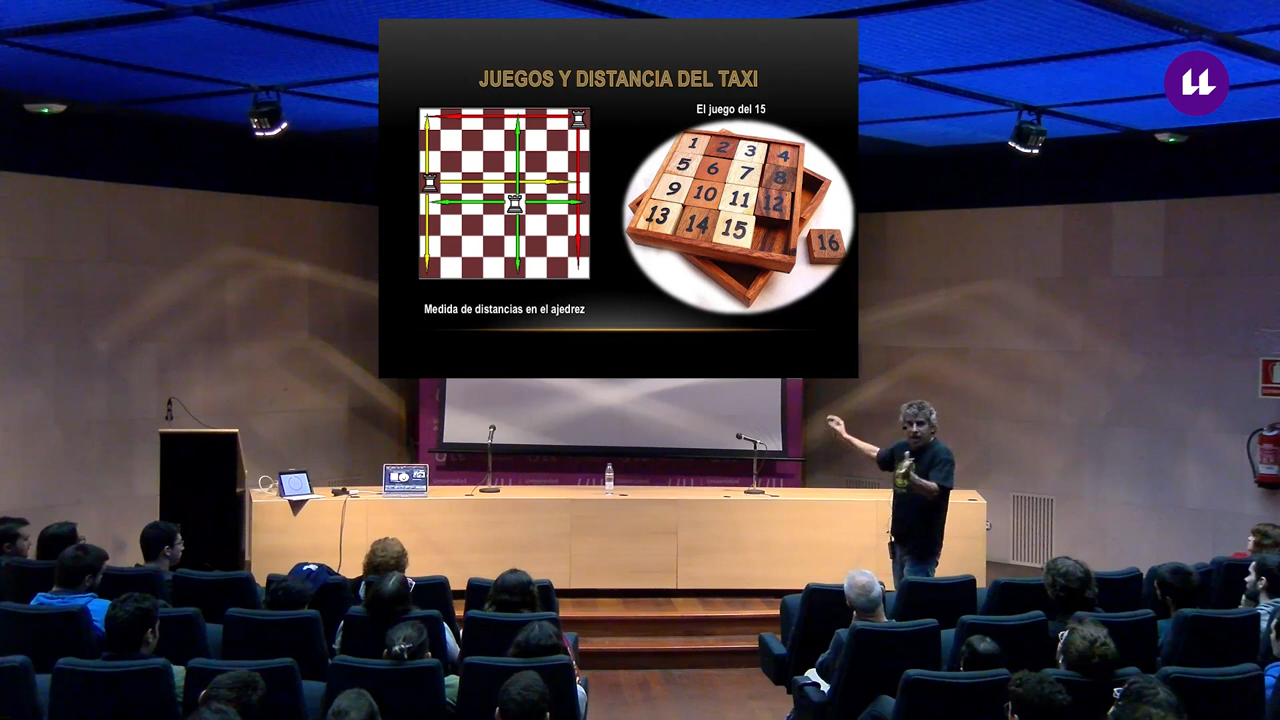 JUEGOS Y DISTANCIA DEL TAXI
El juego del 15
1 2 3 4
5 6 7 8
9 10 11 12
13 14 15
16
Medida de distancias en el ajedrez